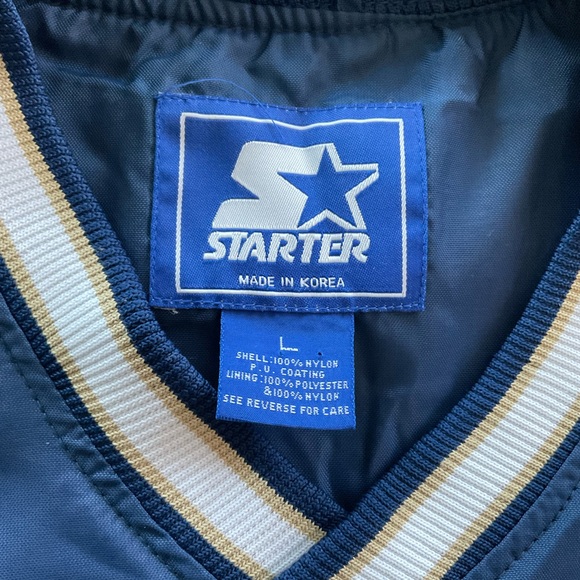 STARTER
MADE IN KOREA
L
SHELL:100% NYLON
P.U. COATING
LINING:100% POLYESTER
&100% NYLON
SEE REVERSE FOR CARE